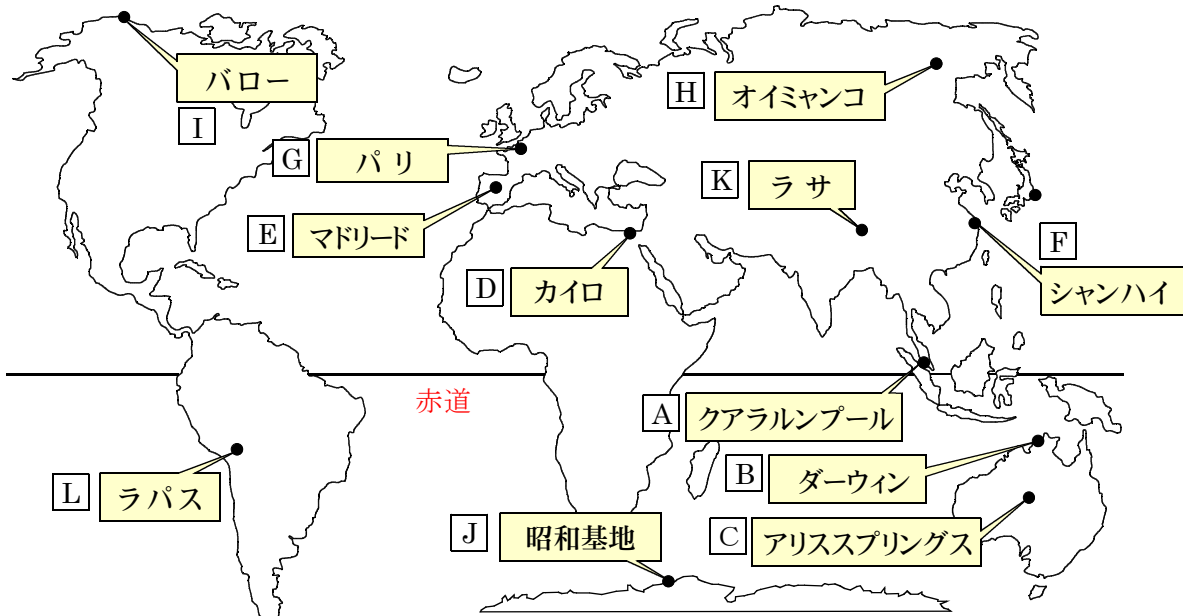 バロー
I
H
オイミャンコ
G
パリ
K
ラサ
E
マドリード
F
D
カイロ
シャンハイ
赤道
A
クアラルンプール
L
ラパス
B
ダーウィン
J
昭和基地
C
アリススプリングス